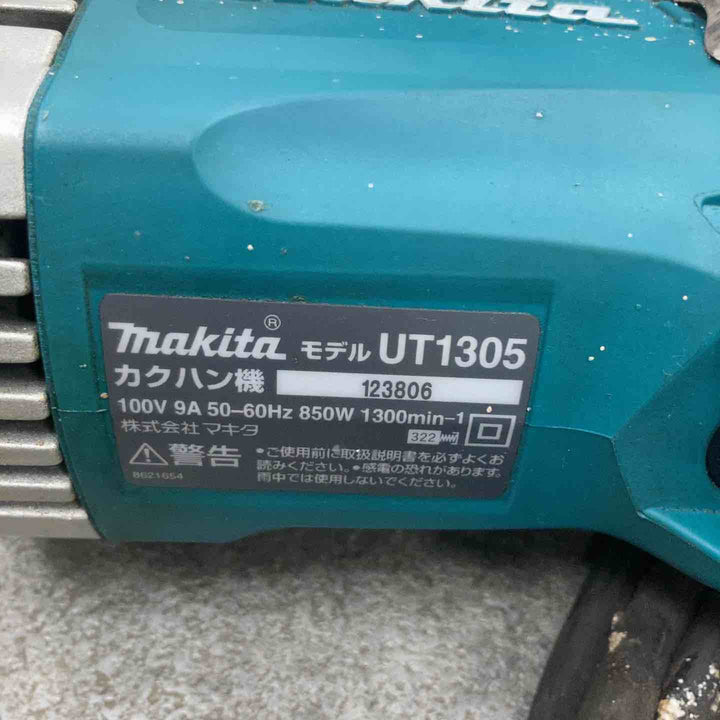 makita
makita® モデル UT1305
カクハン機 123806
100V 9A 50-60Hz 850W 1300min-1
株式会社 マキタ 322
警告 •ご使用前に取扱説明書を必ずよくお
読みください。•感電の恐れがあります。
雨中では使用しないでください。
8621654